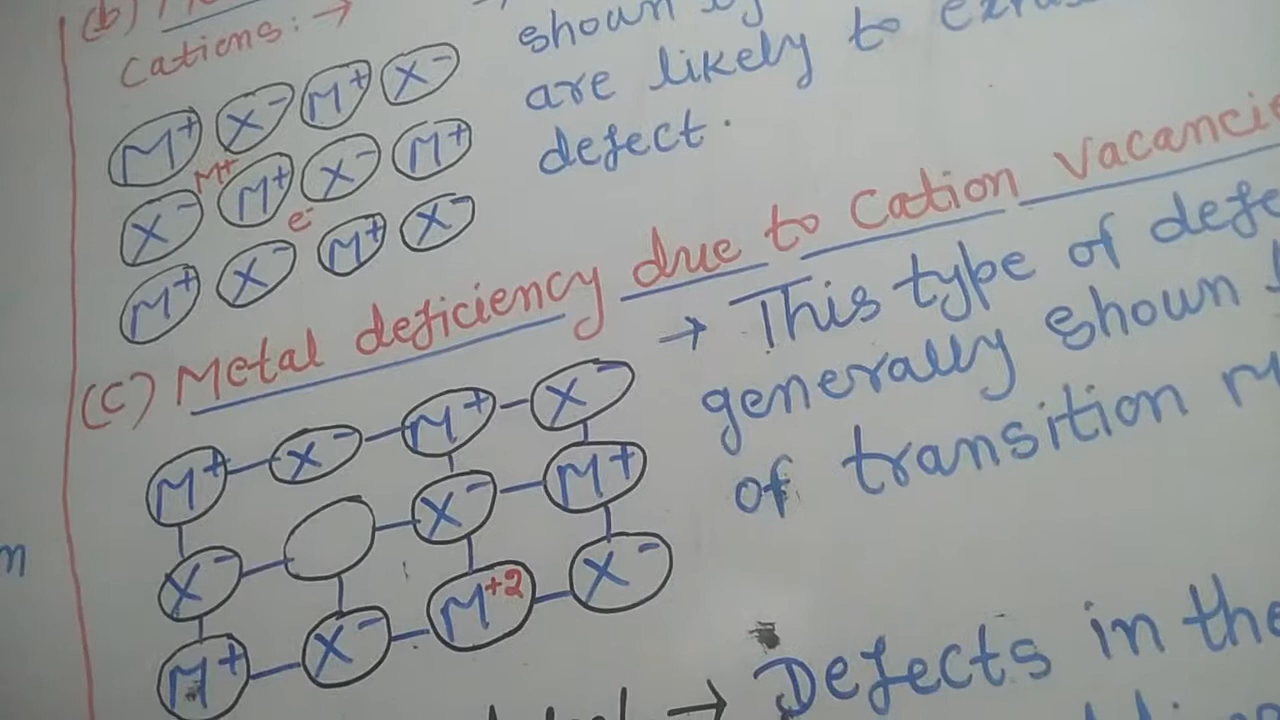 (b)
Cations:→
shown
are likely to
defect.
M⁺ X⁻ M⁺ X⁻
M⁺
X⁻ M⁺ X⁻ M⁺
e⁻
M⁺ X⁻ M⁺ X⁻
(C) Metal deficiency due to Cation Vacanci
→ This type of defe
generally shown
of transition
M⁺ X⁻ M⁺ X⁻
X⁻ X⁻ M⁺
M⁺ X⁻ M⁺² X⁻
n
→ Defects in the